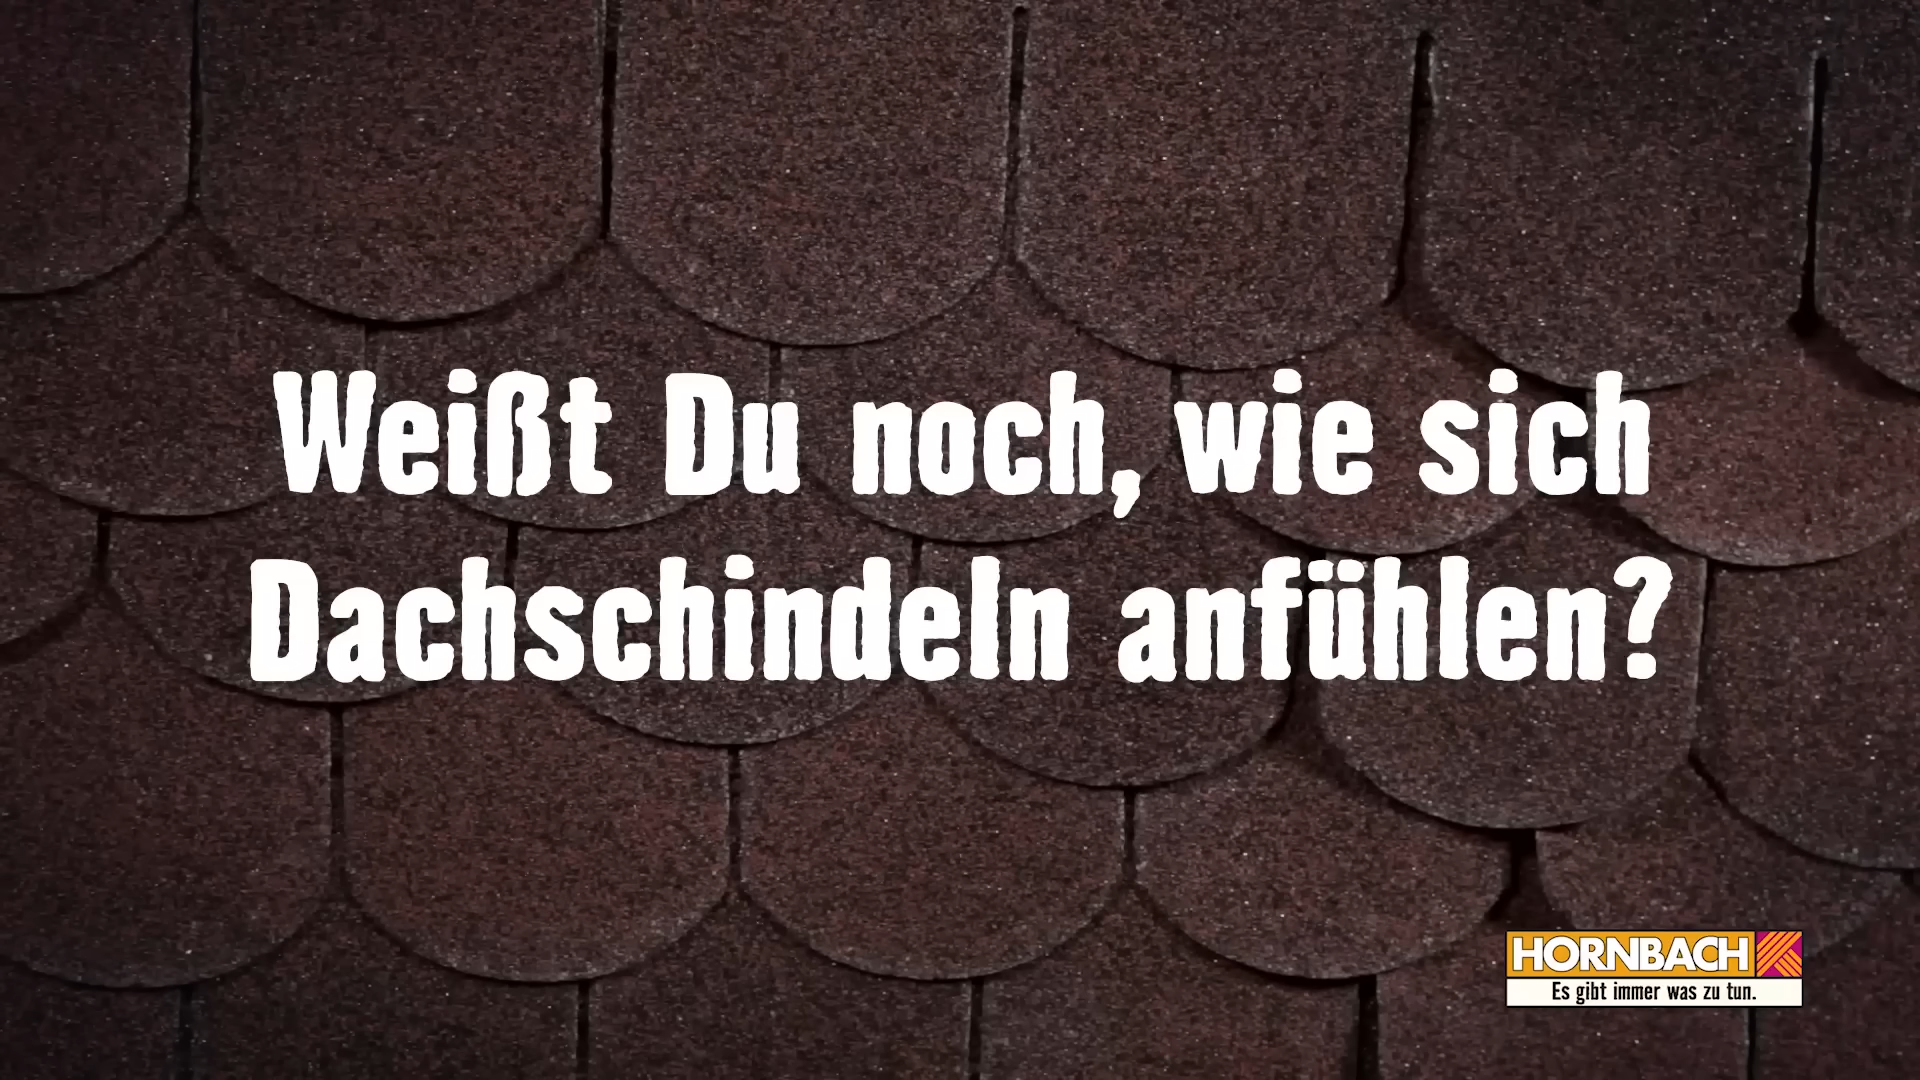 Weißt Du noch, wie sich
Dachschindeln anfühlen?
HORNBACH
Es gibt immer was zu tun.